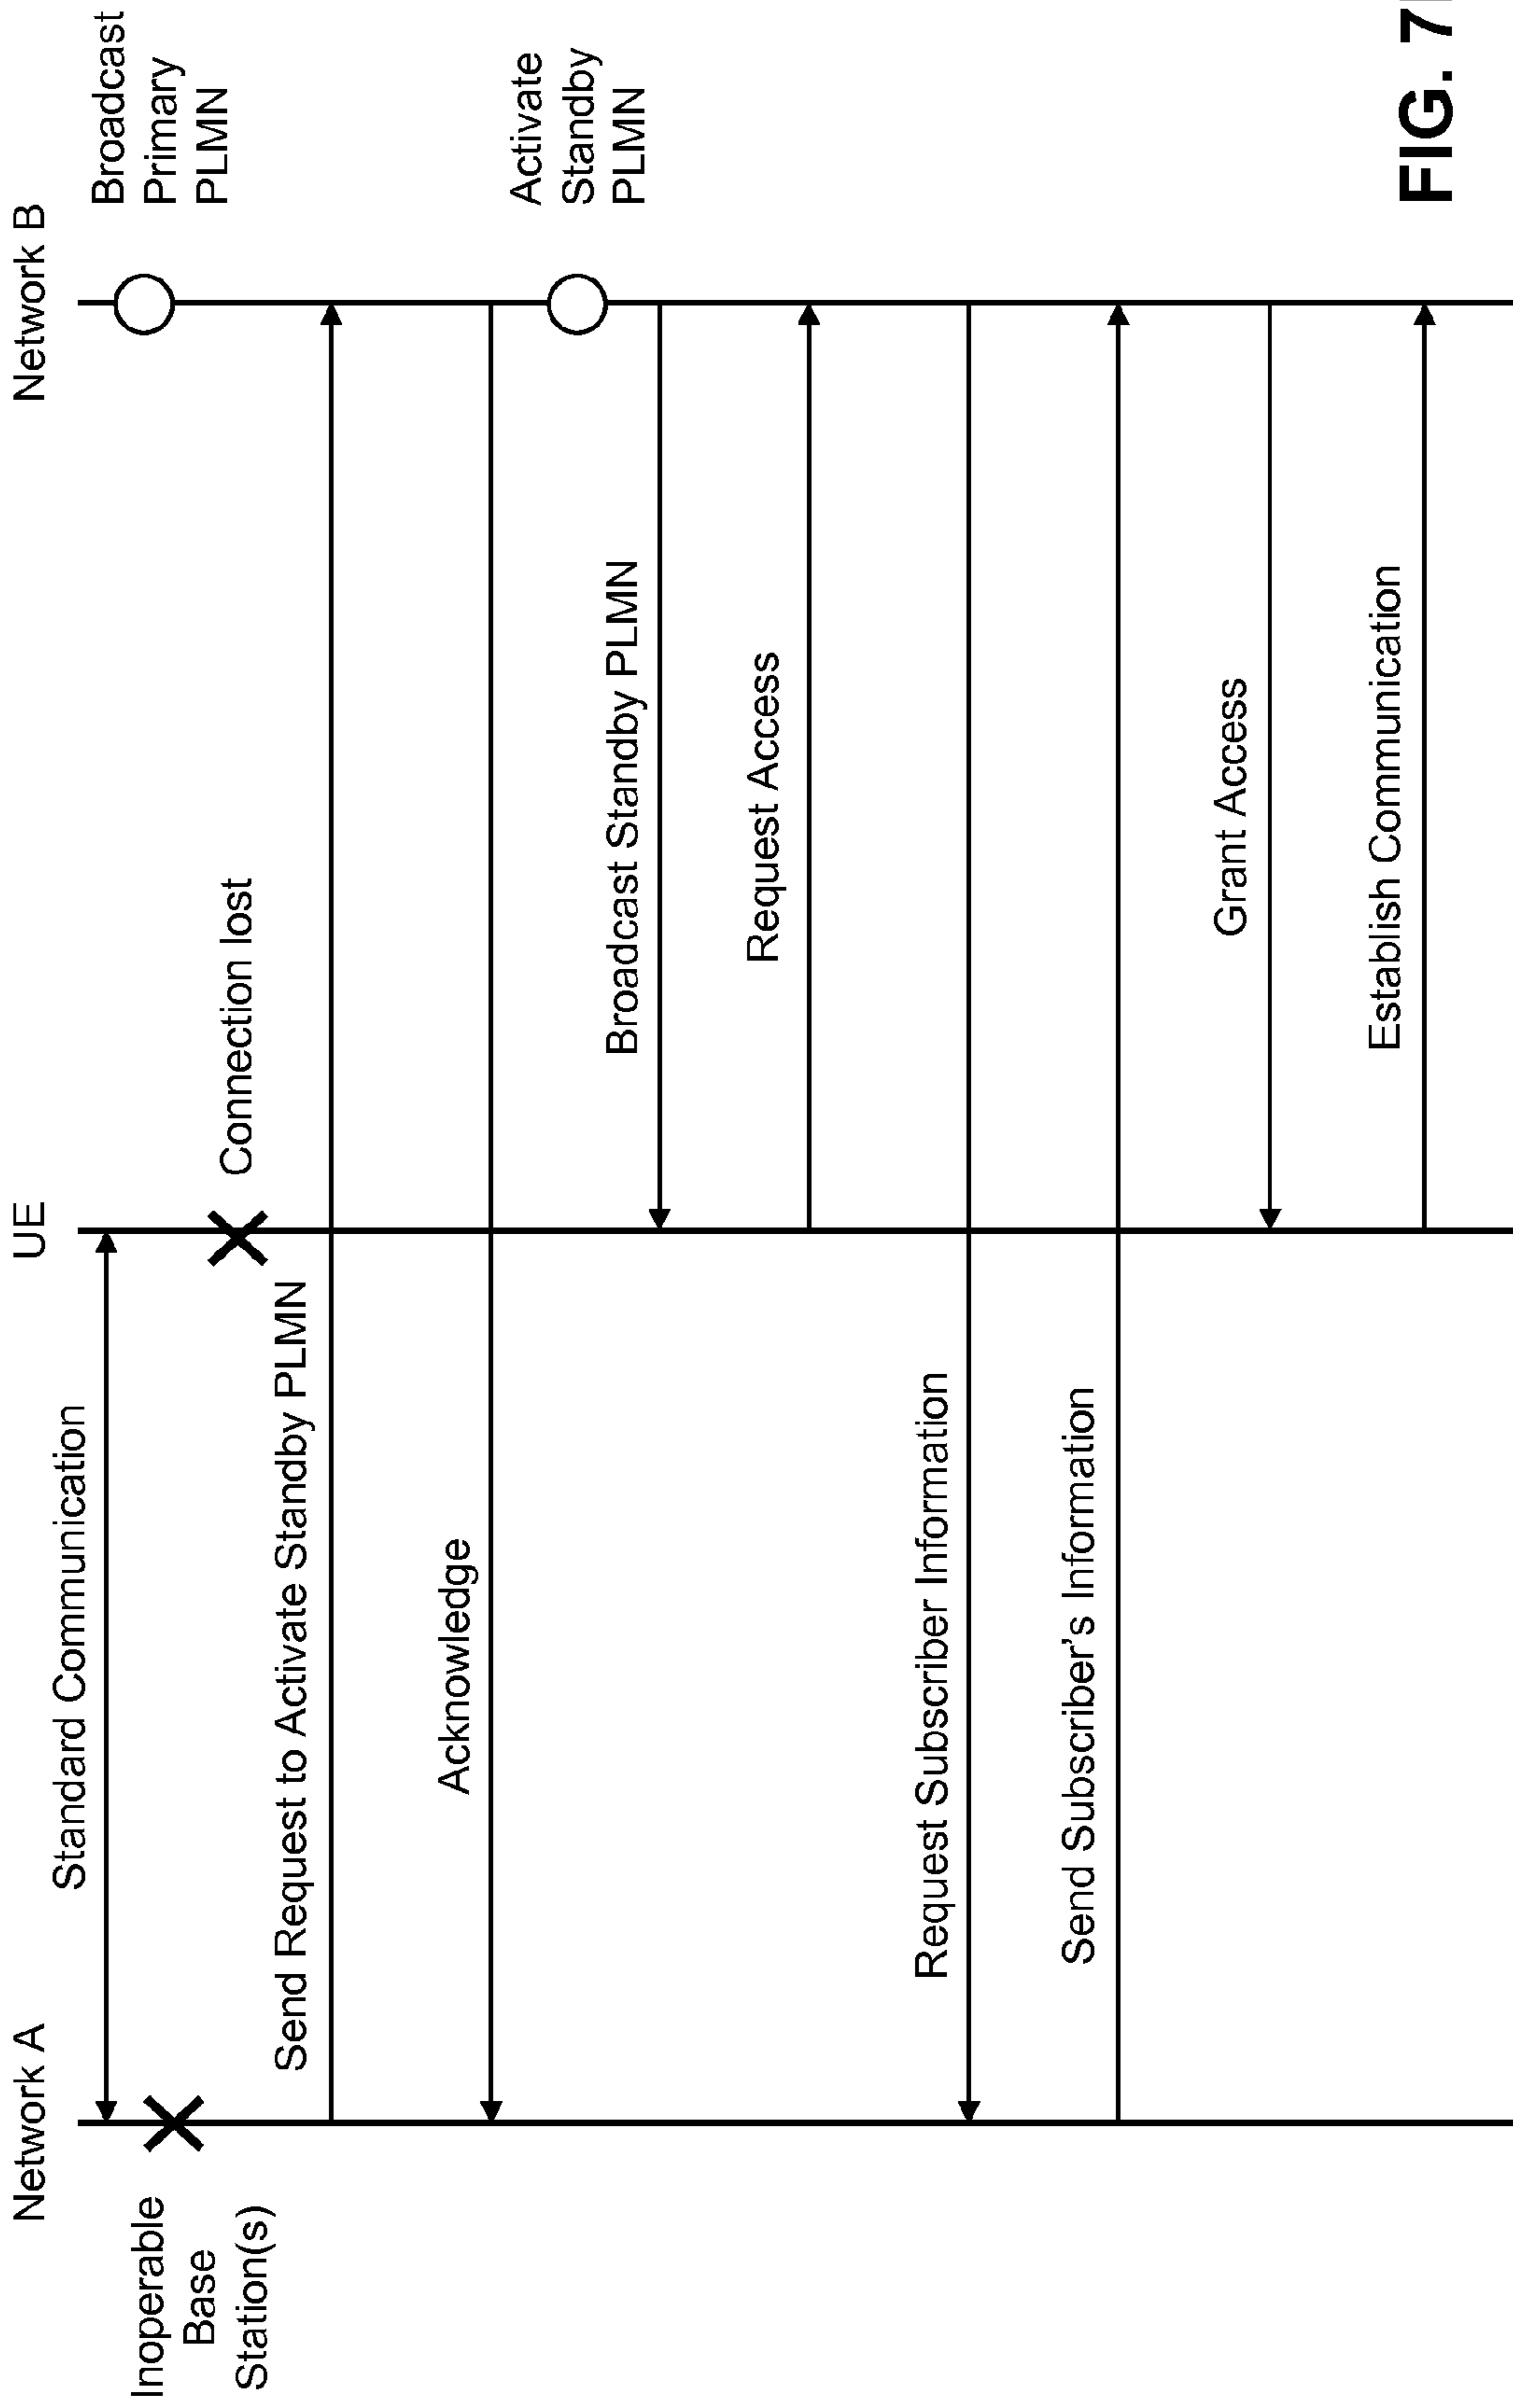 Network A
UE
Network B
Standard Communication
Inoperable
Base
Station(s)
Broadcast
Primary
PLMN
Connection lost
Send Request to Activate Standby PLMN
Acknowledge
Activate
Standby
PLMN
Broadcast Standby PLMN
Request Access
Request Subscriber Information
Send Subscriber's Information
Grant Access
Establish Communication
FIG. 7